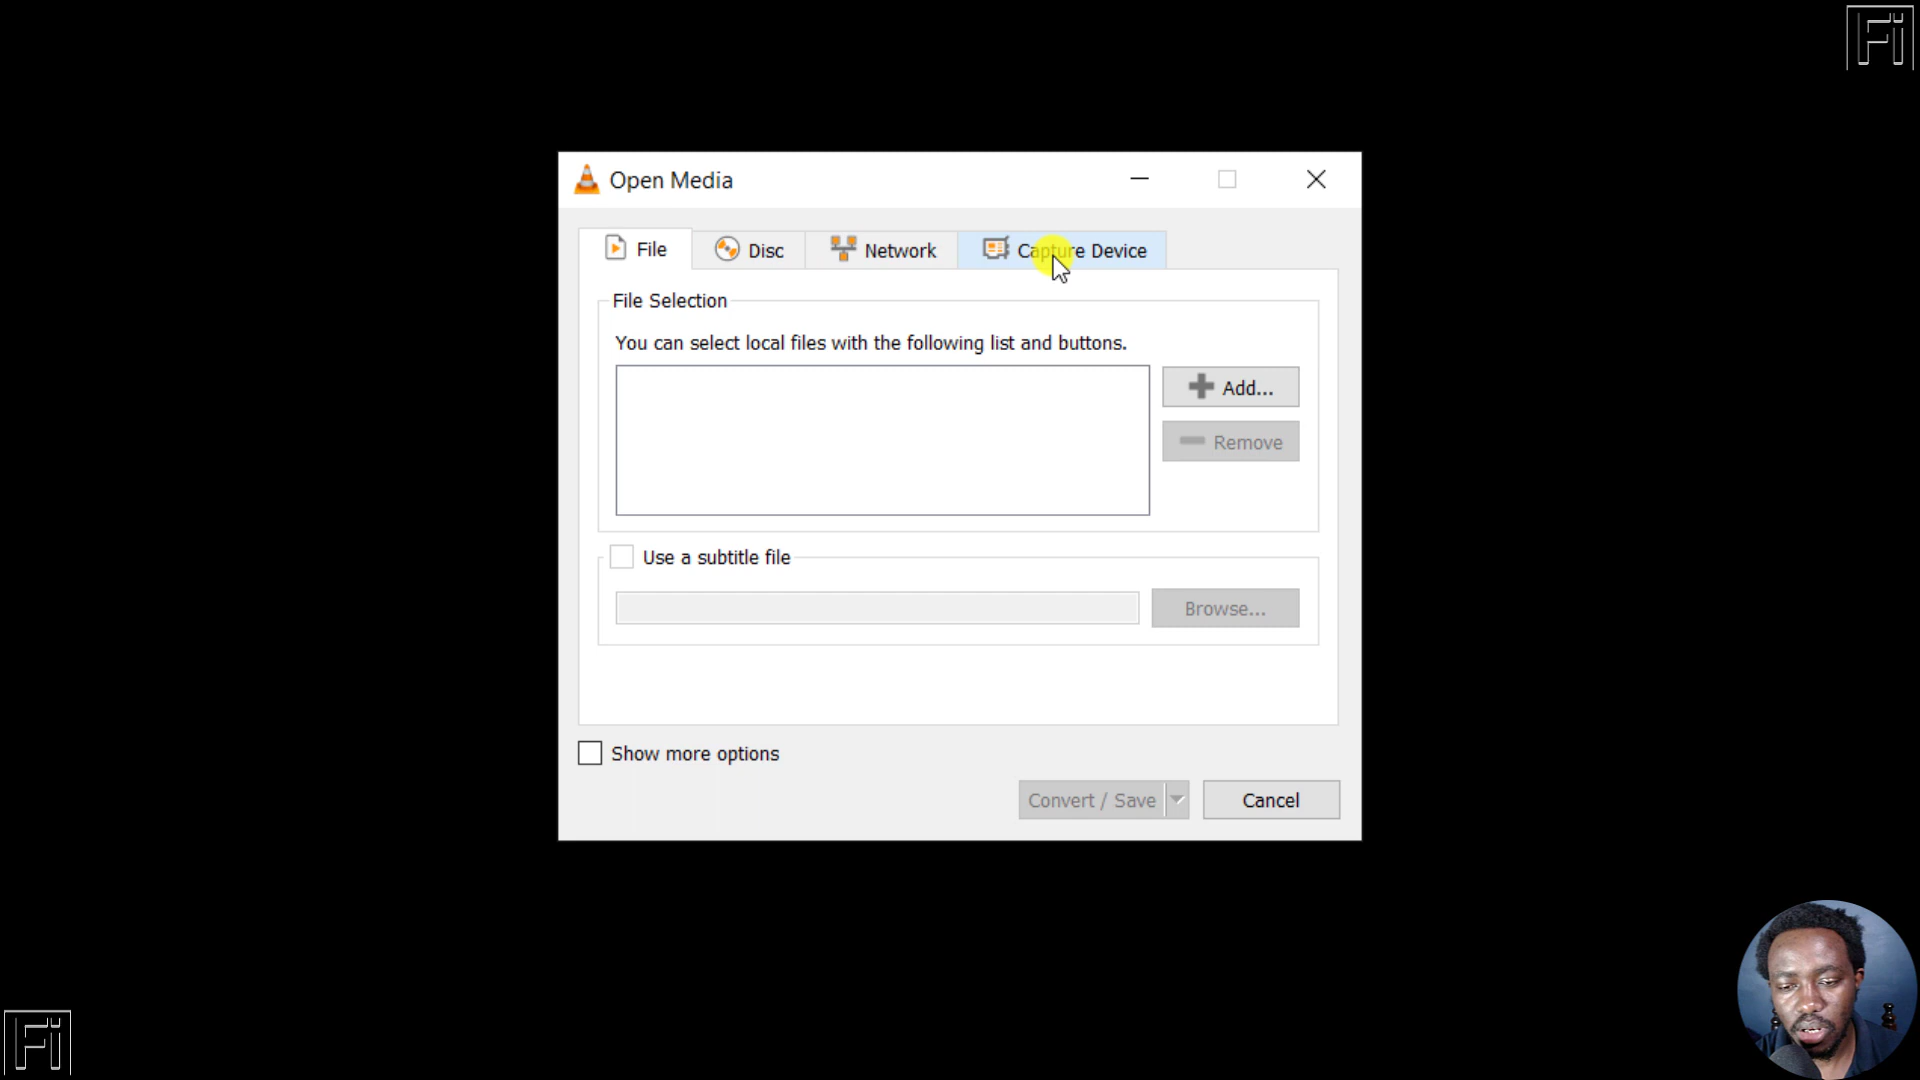 Fi
Open Media
File
Disc
Network
Capture Device
File Selection
You can select local files with the following list and buttons.
Add...
Remove
Use a subtitle file
Browse...
Show more options
Convert / Save
Cancel
Fi